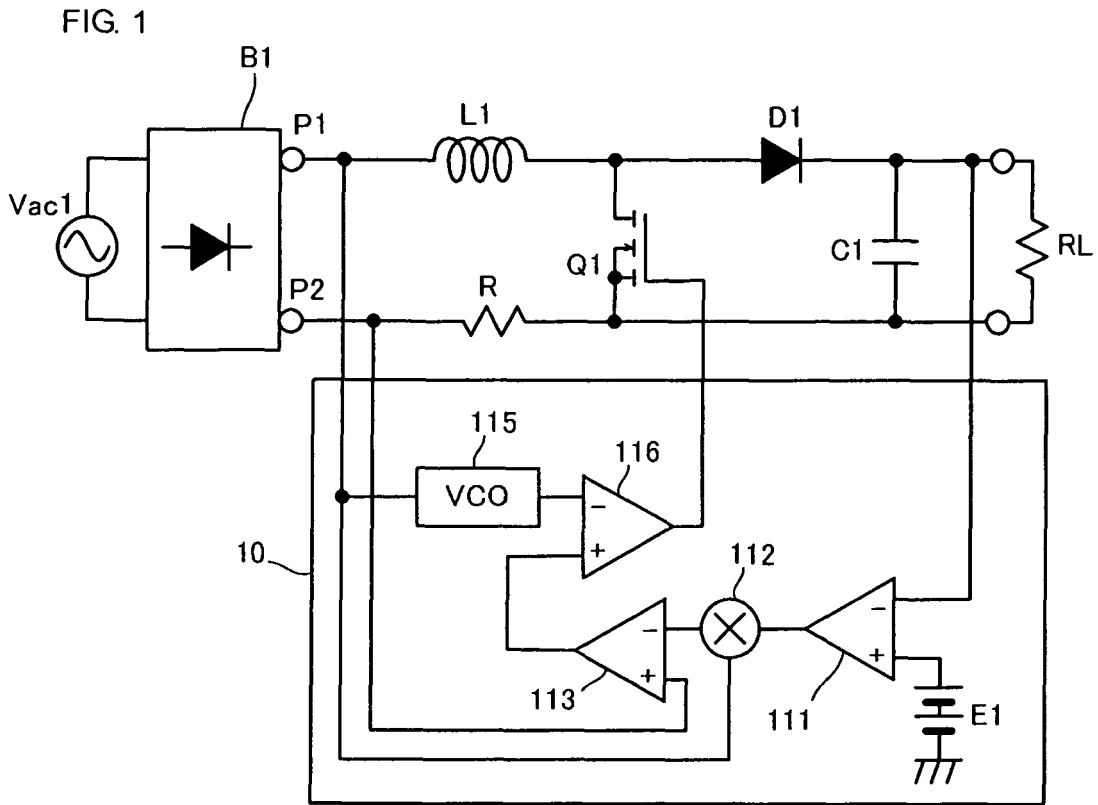 FIG. 1
B1
P1
L1
D1
Vac1
Q1
C1
RL
P2
R
115
116
VCO
−
+
10
112
−
+
−
+
113
111
E1